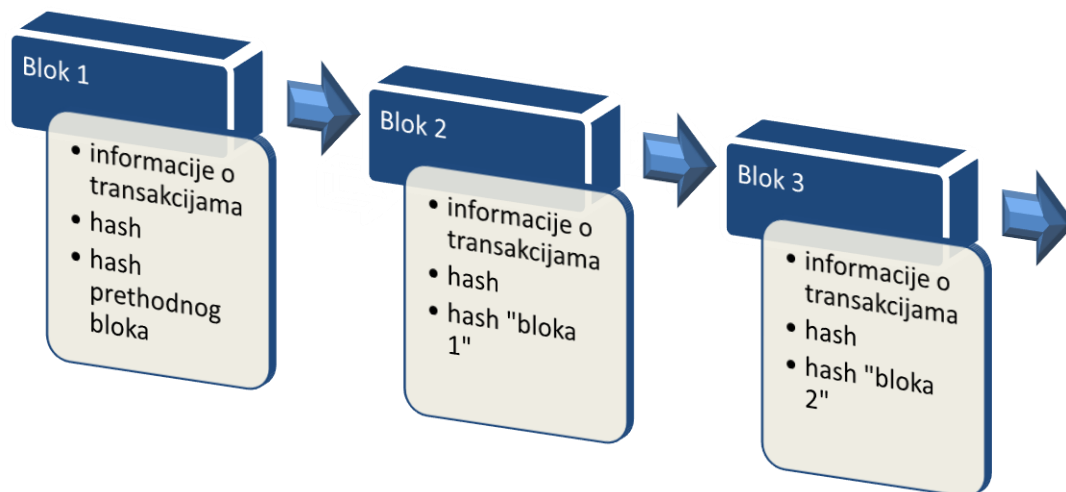 Blok 1
• informacije o
transakcijama
• hash
• hash
prethodnog
bloka
Blok 2
• informacije o
transakcijama
• hash
• hash "bloka
1"
Blok 3
• informacije o
transakcijama
• hash
• hash "bloka
2"